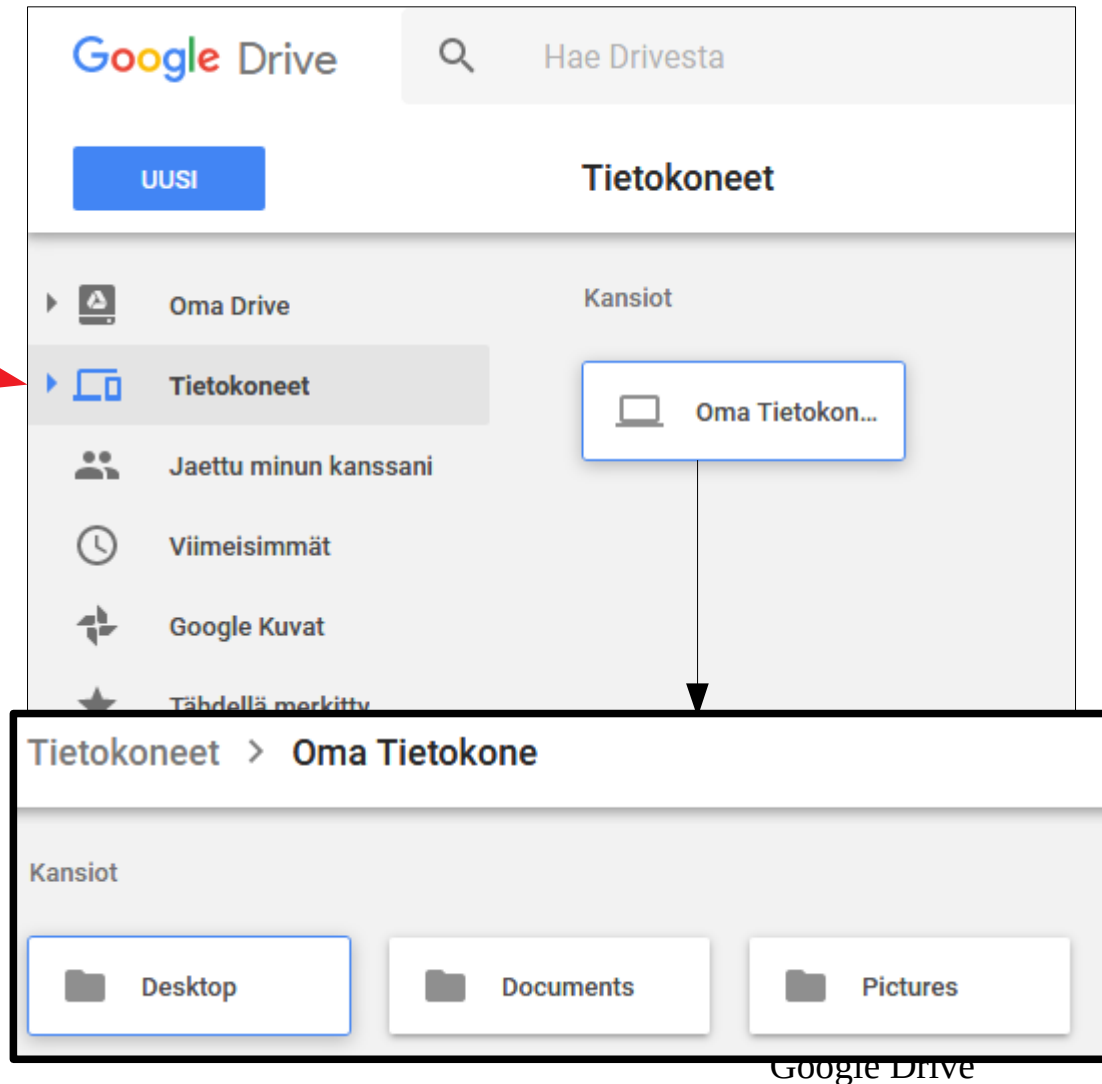 Google Drive
Hae Drivesta
UUSI
Tietokoneet
Oma Drive
Kansiot
Tietokoneet
Oma Tietokon...
Jaettu minun kanssani
Viimeisimmät
Google Kuvat
Tähdellä merkitty
Tietokoneet > Oma Tietokone
Kansiot
Desktop
Documents
Pictures
Google Drive